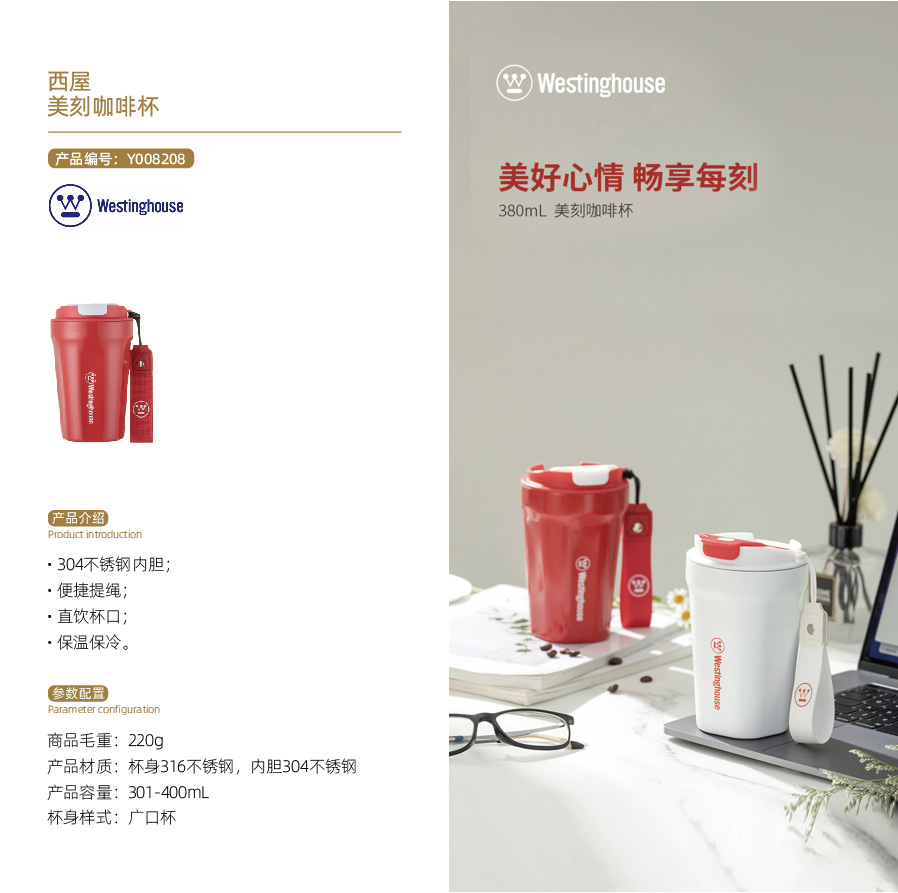 西屋
美刻咖啡杯
产品编号：Y008208
Westinghouse
Westinghouse
产品介绍
Product introduction
• 304不锈钢内胆；
• 便捷提绳；
• 直饮杯口；
• 保温保冷。
参数配置
Parameter configuration
商品毛重：220g
产品材质：杯身316不锈钢，内胆304不锈钢
产品容量：301-400mL
杯身样式：广口杯
Westinghouse
美好心情 畅享每刻
380mL 美刻咖啡杯
Westinghouse
Westinghouse